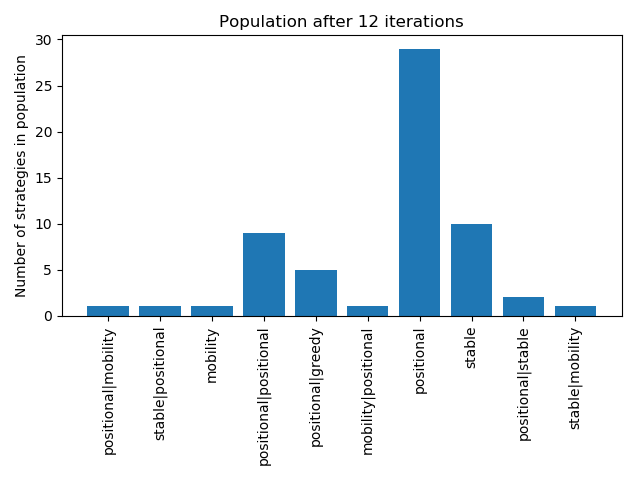 Population after 12 iterations
Number of strategies in population
30
25
20
15
10
5
0
positional|mobility
stable|positional
mobility
positional|positional
positional|greedy
mobility|positional
positional
stable
positional|stable
stable|mobility